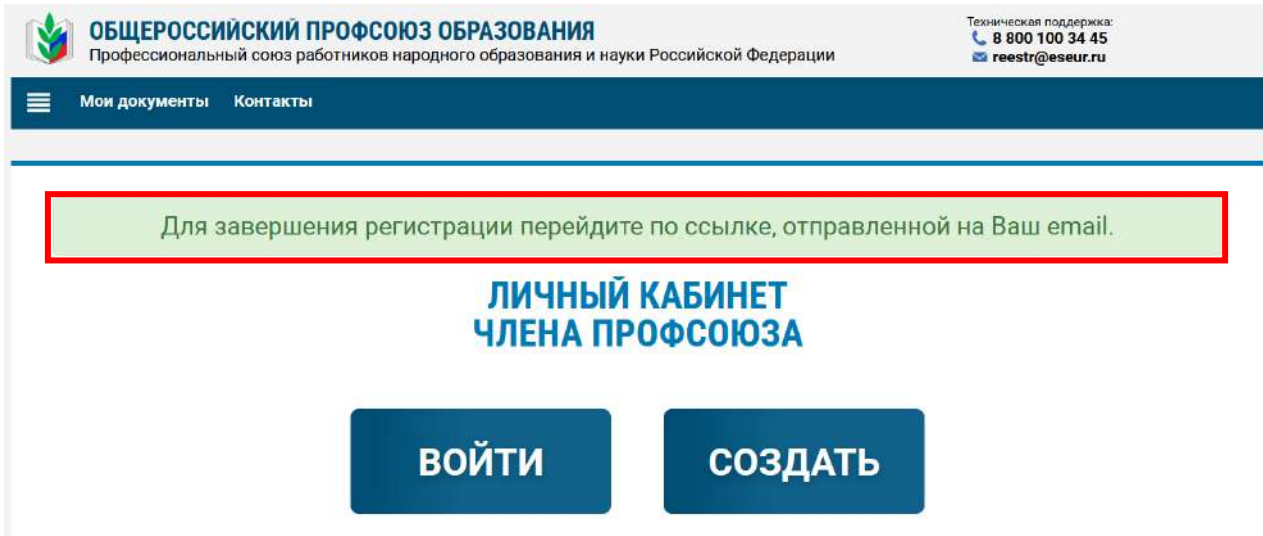 ОБЩЕРОССИЙСКИЙ ПРОФСОЮЗ ОБРАЗОВАНИЯ
Профессиональный союз работников народного образования и науки Российской Федерации
Техническая поддержка:
8 800 100 34 45
reestr@eseur.ru
Мои документы Контакты
Для завершения регистрации перейдите по ссылке, отправленной на Ваш email.
ЛИЧНЫЙ КАБИНЕТ
ЧЛЕНА ПРОФСОЮЗА
ВОЙТИ СОЗДАТЬ